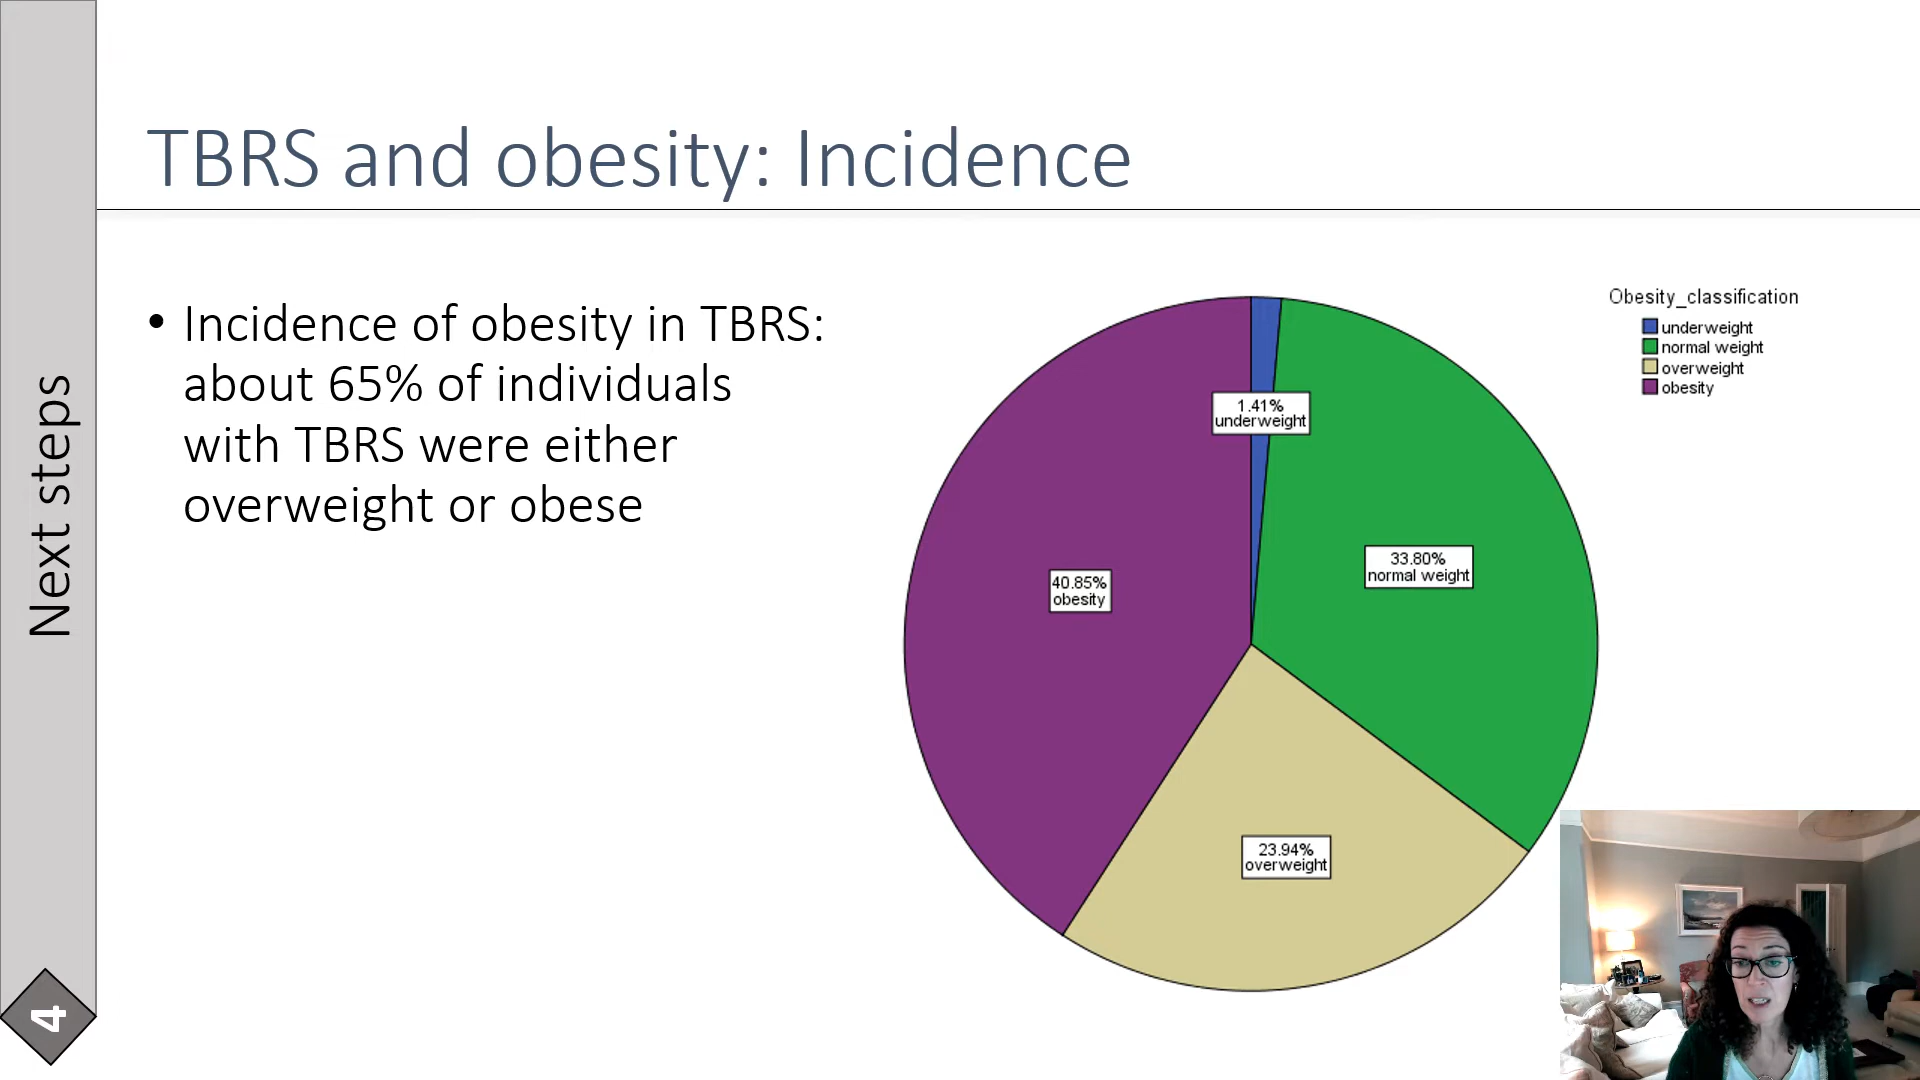 Next steps
4
TBRS and obesity: Incidence
• Incidence of obesity in TBRS:
about 65% of individuals
with TBRS were either
overweight or obese
Obesity_classification
underweight
normal weight
overweight
obesity
1.41%
underweight
33.80%
normal weight
40.85%
obesity
23.94%
overweight